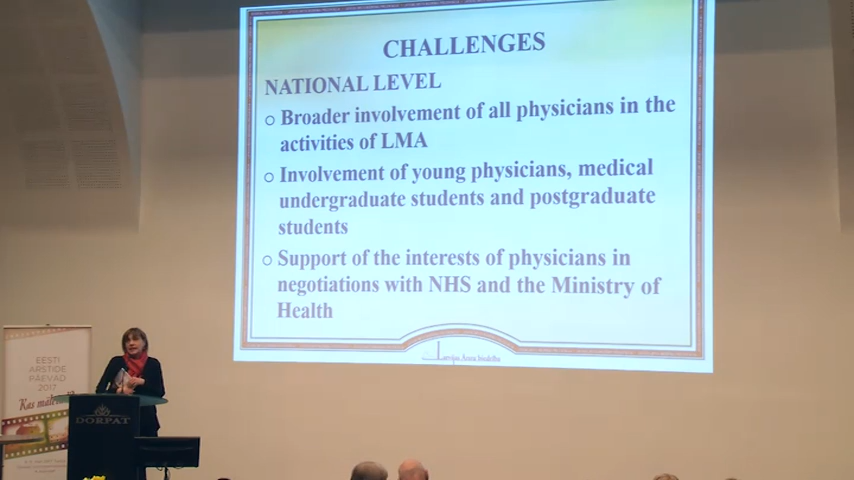 CHALLENGES
NATIONAL LEVEL
Broader involvement of all physicians in the
activities of LMA
Involvement of young physicians, medical
undergraduate students and postgraduate
students
Support of the interests of physicians in
negotiations with NHS and the Ministry of
Health
Latvijas Ārstu biedrība
EESTI
ARSTIDE
PÄEVAD
2017
Kas
DORPAT